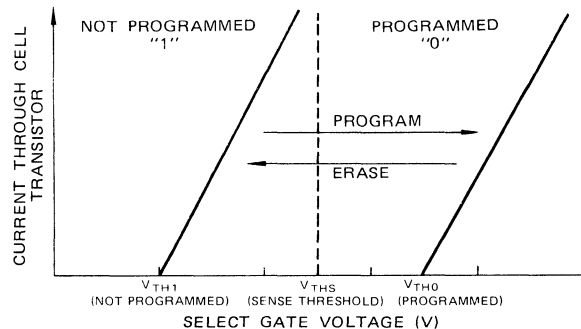 NOT PROGRAMMED
"1"
PROGRAMMED
"0"
PROGRAM
ERASE
CURRENT THROUGH CELL
TRANSISTOR
VTH1
(NOT PROGRAMMED)
VTHS
(SENSE THRESHOLD)
VTH0
(PROGRAMMED)
SELECT GATE VOLTAGE (V)